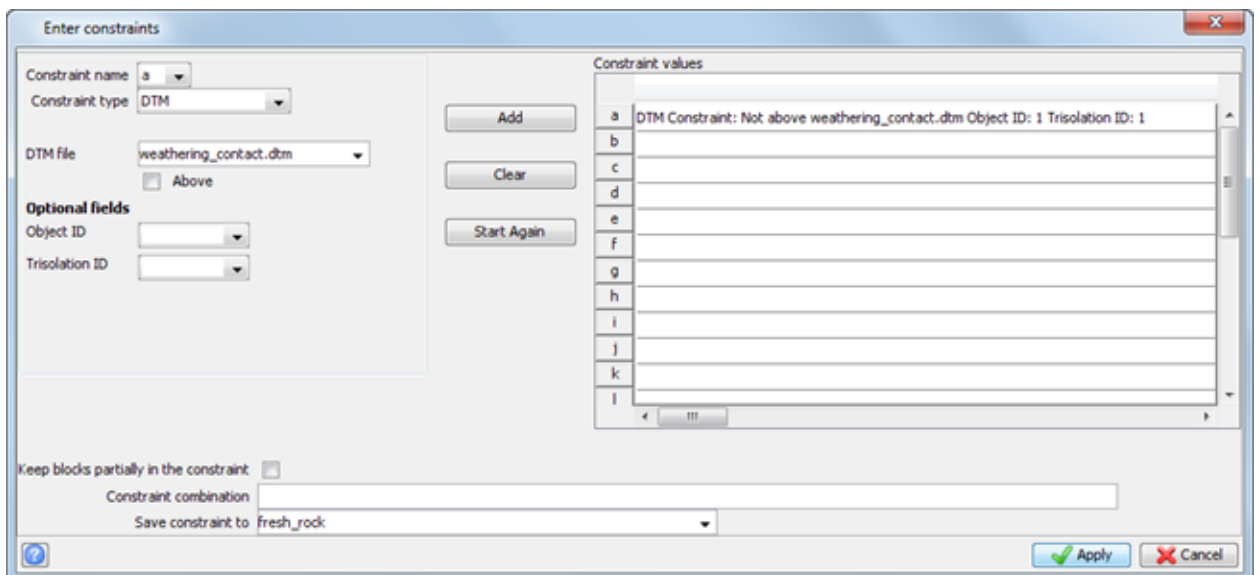 Enter constraints
Constraint name a
Constraint type DTM
DTM file weathering_contact.dtm
Above
Optional fields
Object ID
Trisolation ID
Add
Clear
Start Again
Constraint values
a DTM Constraint: Not above weathering_contact.dtm Object ID: 1 Trisolation ID: 1
b
c
d
e
f
g
h
i
j
k
l
Keep blocks partially in the constraint
Constraint combination
Save constraint to fresh_rock
Apply Cancel